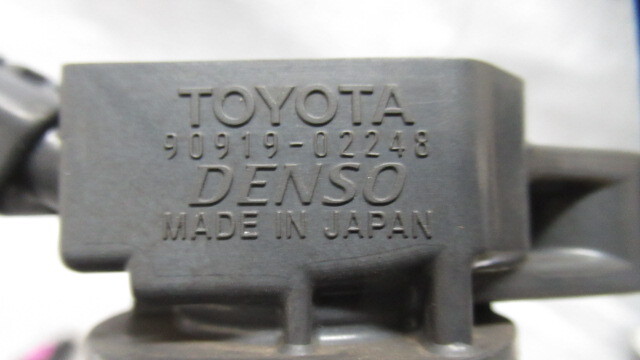 TOYOTA
90919-02248
DENSO
MADE IN JAPAN